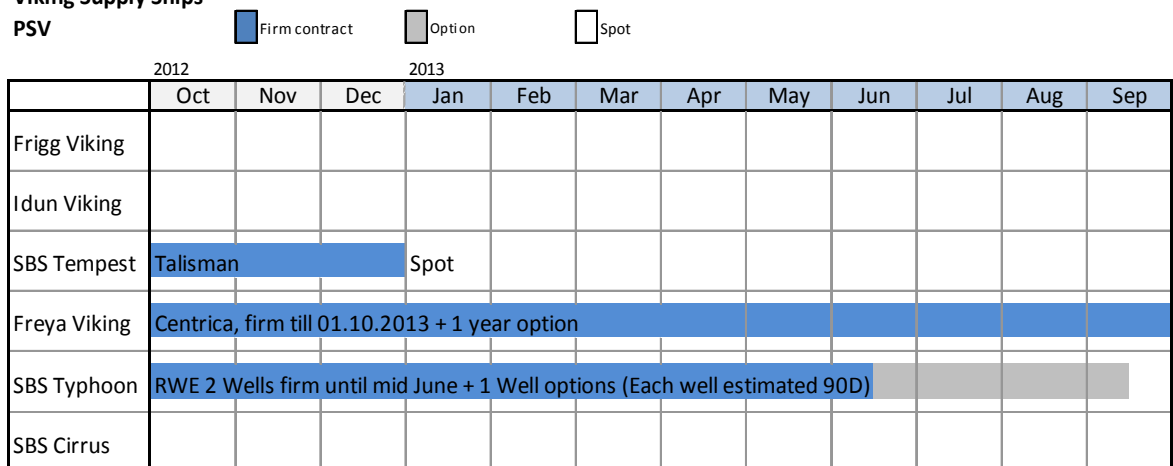 Viking Supply Ships
PSV Firm contract Option Spot
2012 2013
Oct Nov Dec Jan Feb Mar Apr May Jun Jul Aug Sep
Frigg Viking
Idun Viking
SBS Tempest Talisman Spot
Freya Viking Centrica, firm till 01.10.2013 + 1 year option
SBS Typhoon RWE 2 Wells firm until mid June + 1 Well options (Each well estimated 90D)
SBS Cirrus